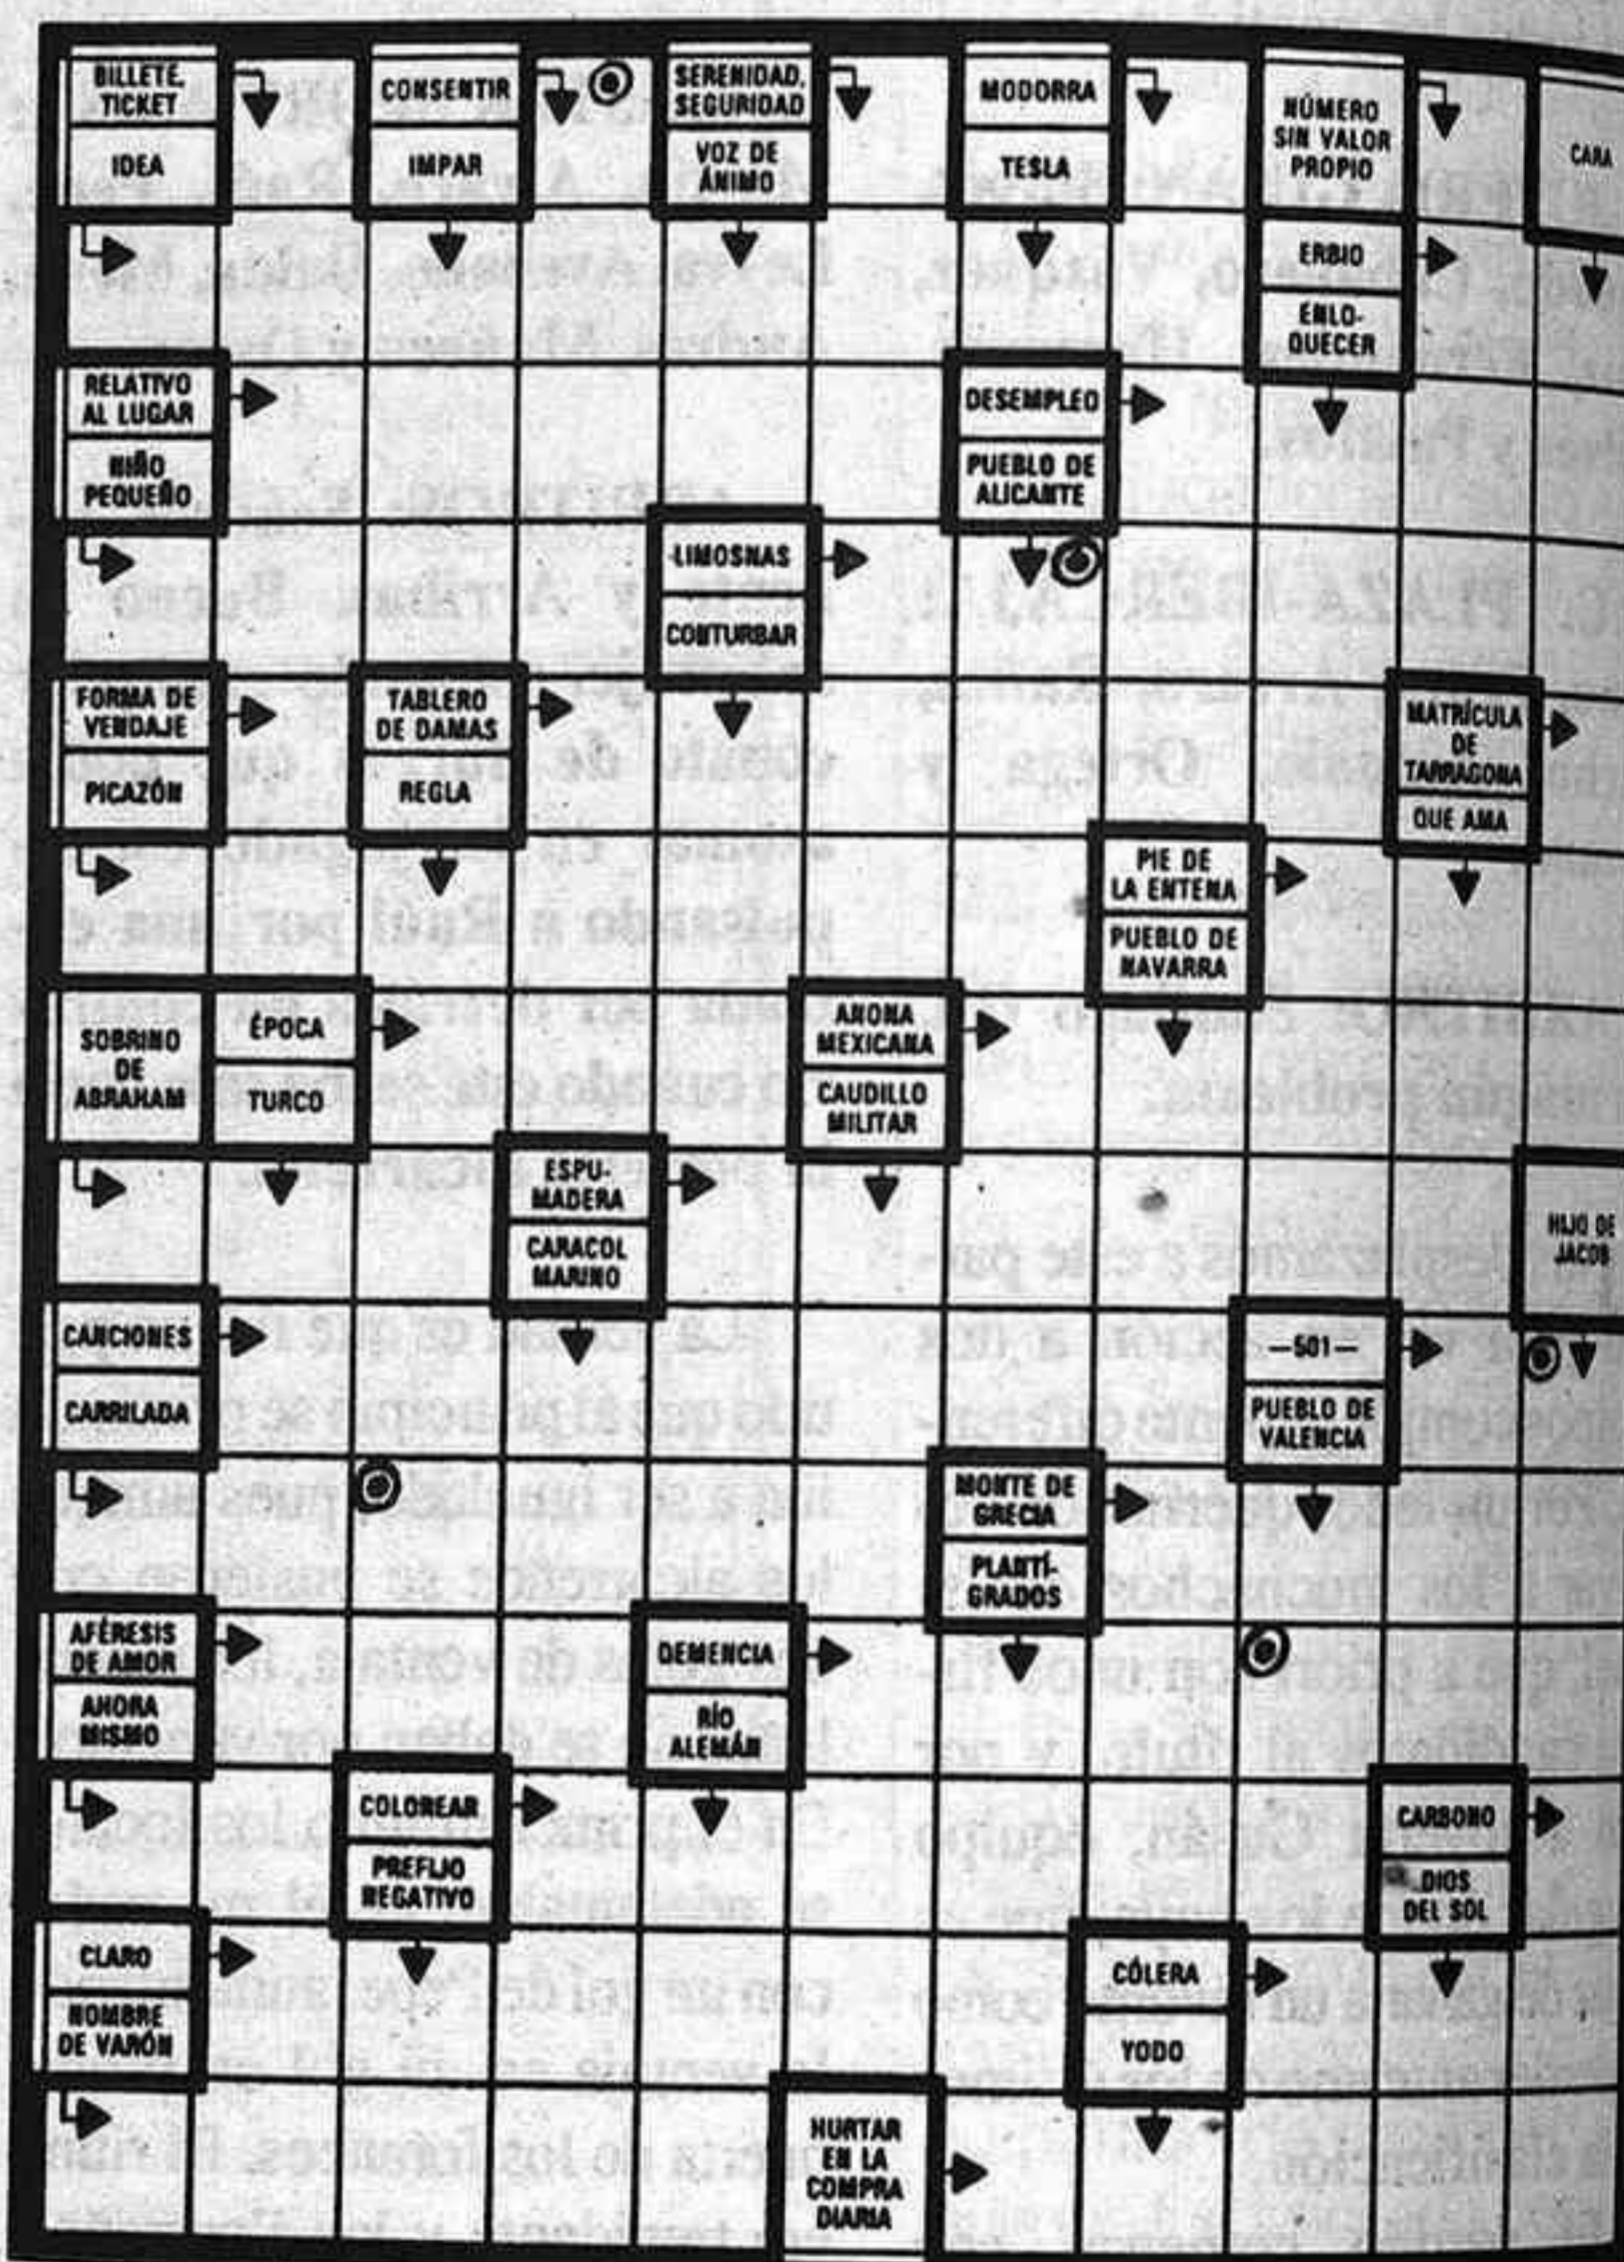 BILLETE,
TICKET
IDEA
CONSENTIR
IMPAR
SERENIDAD,
SEGURIDAD
VOZ DE
ÁNIMO
MODORRA
TESLA
NÚMERO
SIN VALOR
PROPIO
CARA
ERBIO
ENLO-
QUECER
RELATIVO
AL LUGAR
NIÑO
PEQUEÑO
DESEMPLEO
PUEBLO DE
ALICANTE
LIMOSNAS
CONTURBAR
FORMA DE
VENDAJE
PICAZÓN
TABLERO
DE DAMAS
REGLA
MATRÍCULA
DE
TARRAGONA
QUE AMA
PIE DE
LA ENTENA
PUEBLO DE
NAVARRA
SOBRINO
DE
ABRAHAM
ÉPOCA
TURCO
ANONA
MEXICANA
CAUDILLO
MILITAR
ESPU-
MADERA
CARACOL
MARINO
HIJO DE
JACOB
CANCIONES
CARRILADA
—501—
PUEBLO DE
VALENCIA
MONTE DE
GRECIA
PLANTÍ-
GRADOS
AFÉRESIS
DE AMOR
AHORA
MISMO
DEMENCIA
RÍO
ALEMÁN
COLOREAR
PREFIJO
NEGATIVO
CARBONO
DIOS
DEL SOL
CLARO
NOMBRE
DE VARÓN
CÓLERA
YODO
HURTAR
EN LA
COMPRA
DIARIA